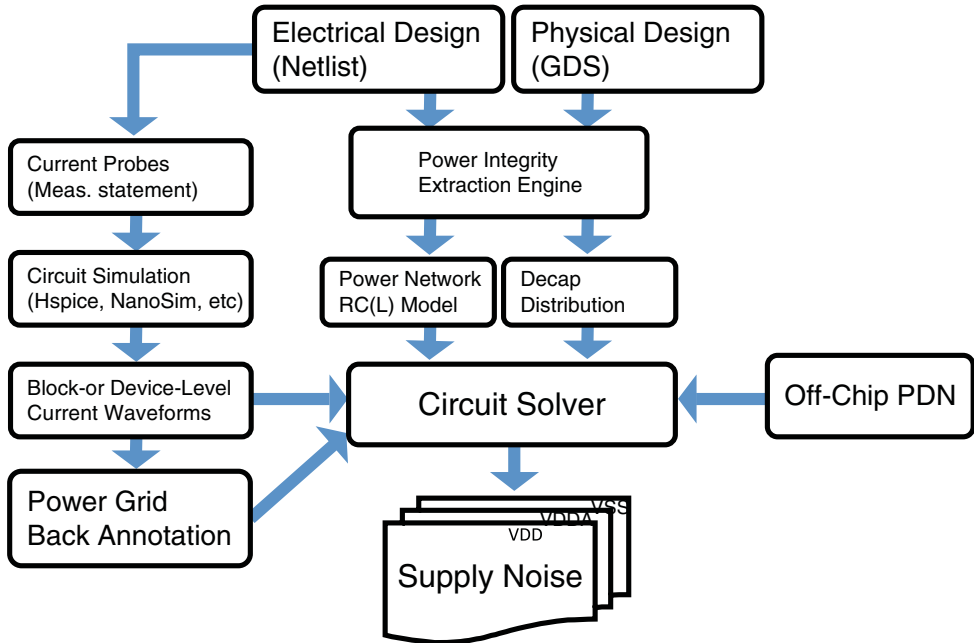 Electrical Design
(Netlist)
Physical Design
(GDS)
Current Probes
(Meas. statement)
Power Integrity
Extraction Engine
Circuit Simulation
(Hspice, NanoSim, etc)
Power Network
RC(L) Model
Decap
Distribution
Block-or Device-Level
Current Waveforms
Circuit Solver
Off-Chip PDN
Power Grid
Back Annotation
VSS
VDDA
VDD
Supply Noise